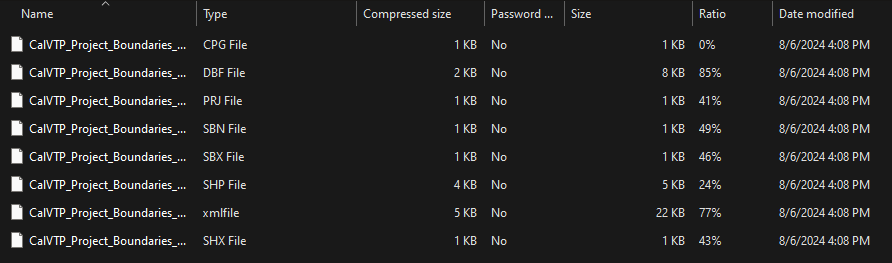 Name Type Compressed size Password ... Size Ratio Date modified
CalVTP_Project_Boundaries_... CPG File 1 KB No 1 KB 0% 8/6/2024 4:08 PM
CalVTP_Project_Boundaries_... DBF File 2 KB No 8 KB 85% 8/6/2024 4:08 PM
CalVTP_Project_Boundaries_... PRJ File 1 KB No 1 KB 41% 8/6/2024 4:08 PM
CalVTP_Project_Boundaries_... SBN File 1 KB No 1 KB 49% 8/6/2024 4:08 PM
CalVTP_Project_Boundaries_... SBX File 1 KB No 1 KB 46% 8/6/2024 4:08 PM
CalVTP_Project_Boundaries_... SHP File 4 KB No 5 KB 24% 8/6/2024 4:08 PM
CalVTP_Project_Boundaries_... xmlfile 5 KB No 22 KB 77% 8/6/2024 4:08 PM
CalVTP_Project_Boundaries_... SHX File 1 KB No 1 KB 43% 8/6/2024 4:08 PM